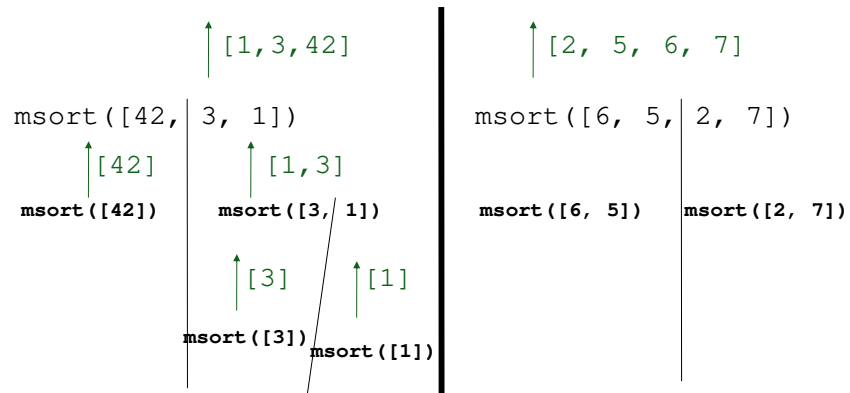 [1,3,42]
msort([42, 3, 1])
[42]
[1,3]
msort([42])
msort([3, 1])
[3]
[1]
msort([3])
msort([1])
[2, 5, 6, 7]
msort([6, 5, 2, 7])
msort([6, 5])
msort([2, 7])